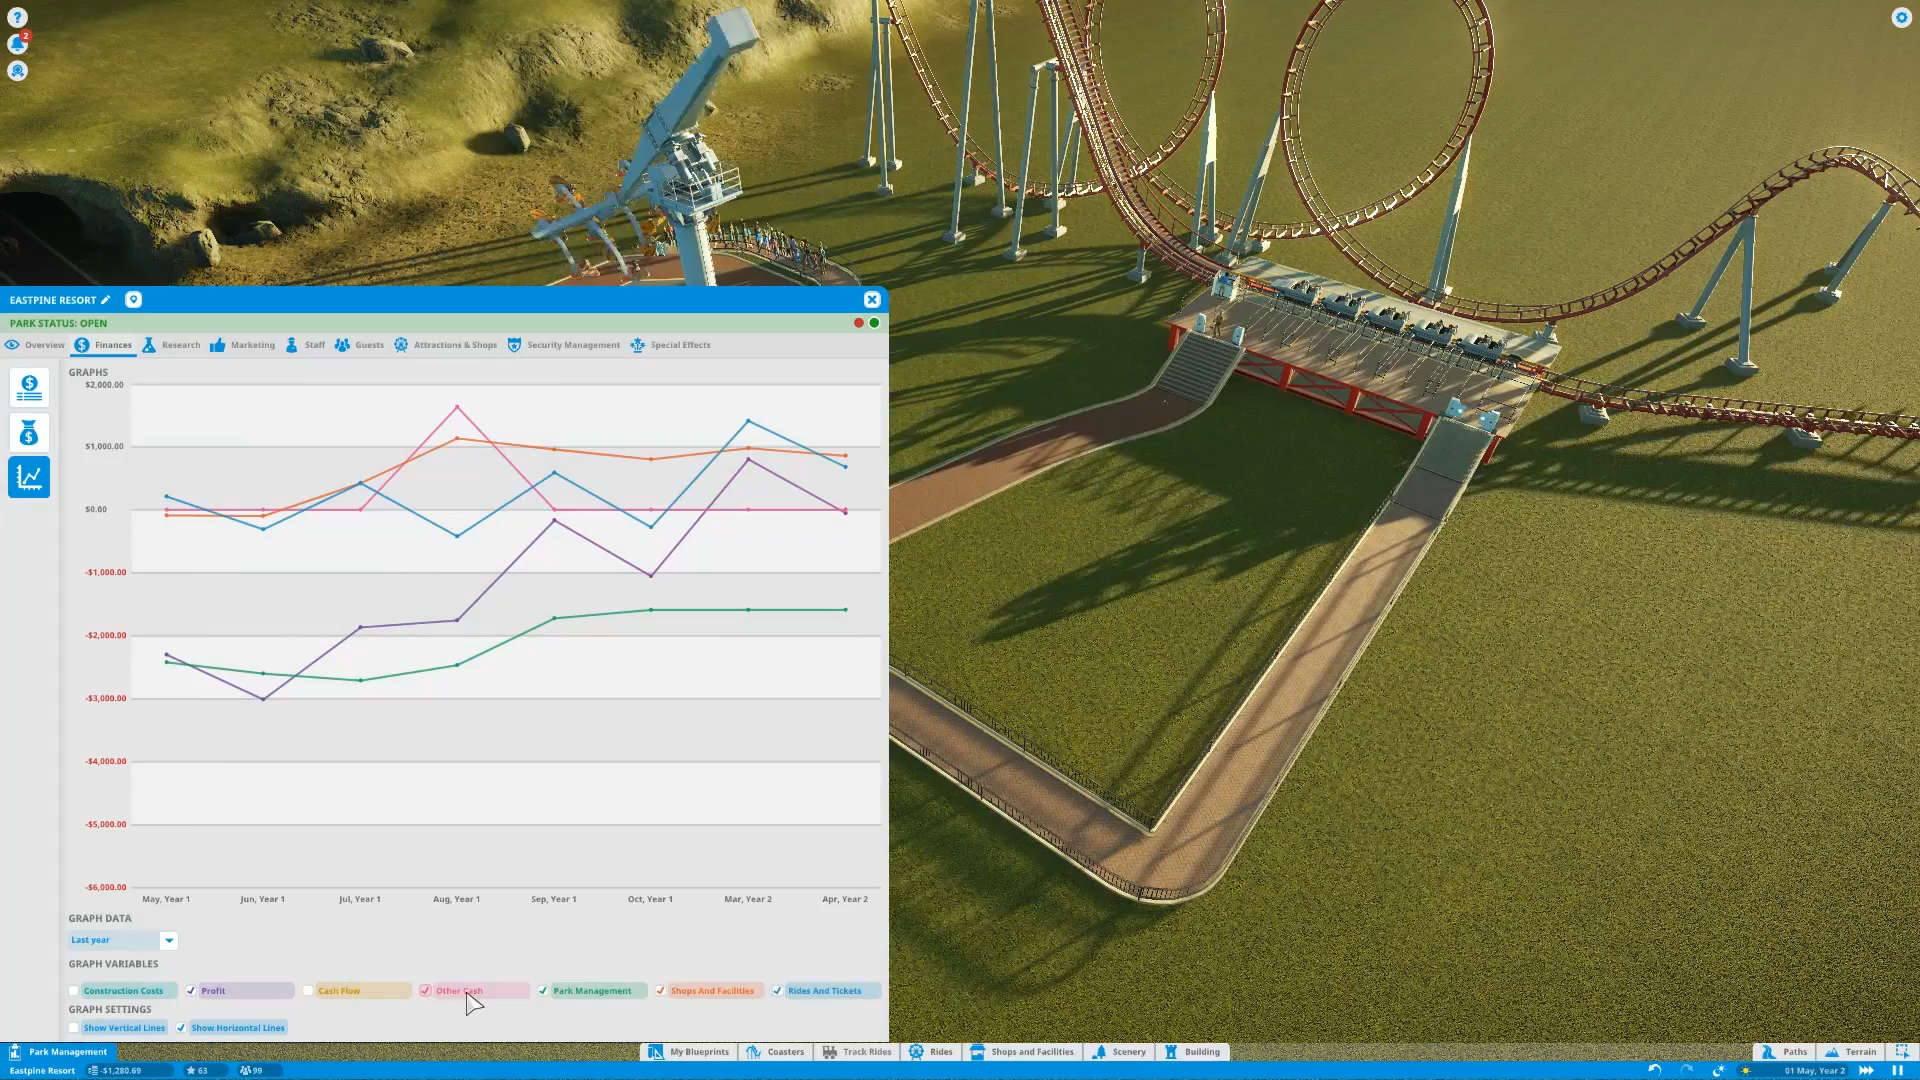 2
EASTPINE RESORT
PARK STATUS: OPEN
Overview Finances Research Marketing Staff Guests Attractions & Shops Security Management Special Effects
GRAPHS
$2,000.00
$1,000.00
$0.00
-$1,000.00
-$2,000.00
-$3,000.00
-$4,000.00
-$5,000.00
-$6,000.00
May, Year 1 Jun, Year 1 Jul, Year 1 Aug, Year 1 Sep, Year 1 Oct, Year 1 Mar, Year 2 Apr, Year 2
GRAPH DATA
Last year
GRAPH VARIABLES
Construction Costs Profit Cash Flow Other Cash Park Management Shops And Facilities Rides And Tickets
GRAPH SETTINGS
Show Vertical Lines Show Horizontal Lines
Park Management My Blueprints Coasters Track Rides Rides Shops and Facilities Scenery Building Paths Terrain
Eastpine Resort -$1,280.69 63 99 01 May, Year 2